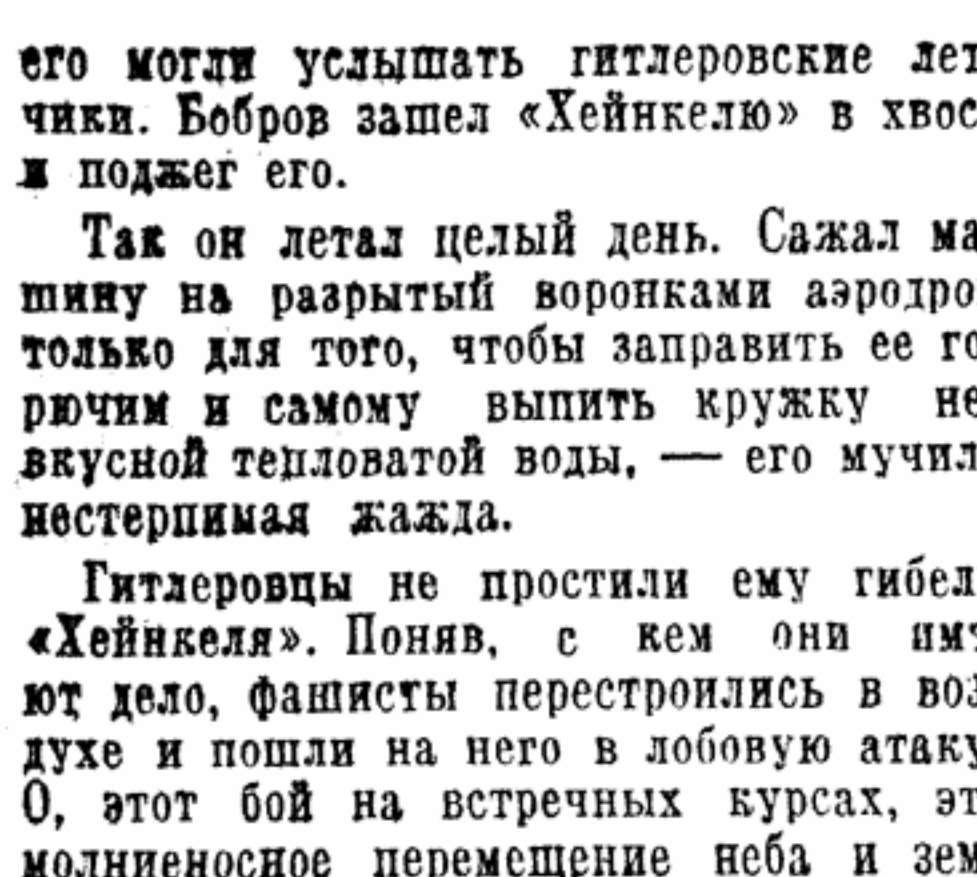 его могли услышать гитлеровские лет
чики. Бобров зашел «Хейнкелю» в хвос
и поджег его.
Так он летал целый день. Сажал ма
шину на разрытый воронками аэродро
только для того, чтобы заправить ее го
рючим и самому выпить кружку не
вкусной тепловатой воды, — его мучил
нестерпимая жажда.
Гитлеровцы не простили ему гибел
«Хейнкеля». Поняв, с кем они име
ют дело, фашисты перестроились в воз
духе и пошли на него в лобовую атаку
О, этот бой на встречных курсах, эт
молниеносное перемещение неба и зем